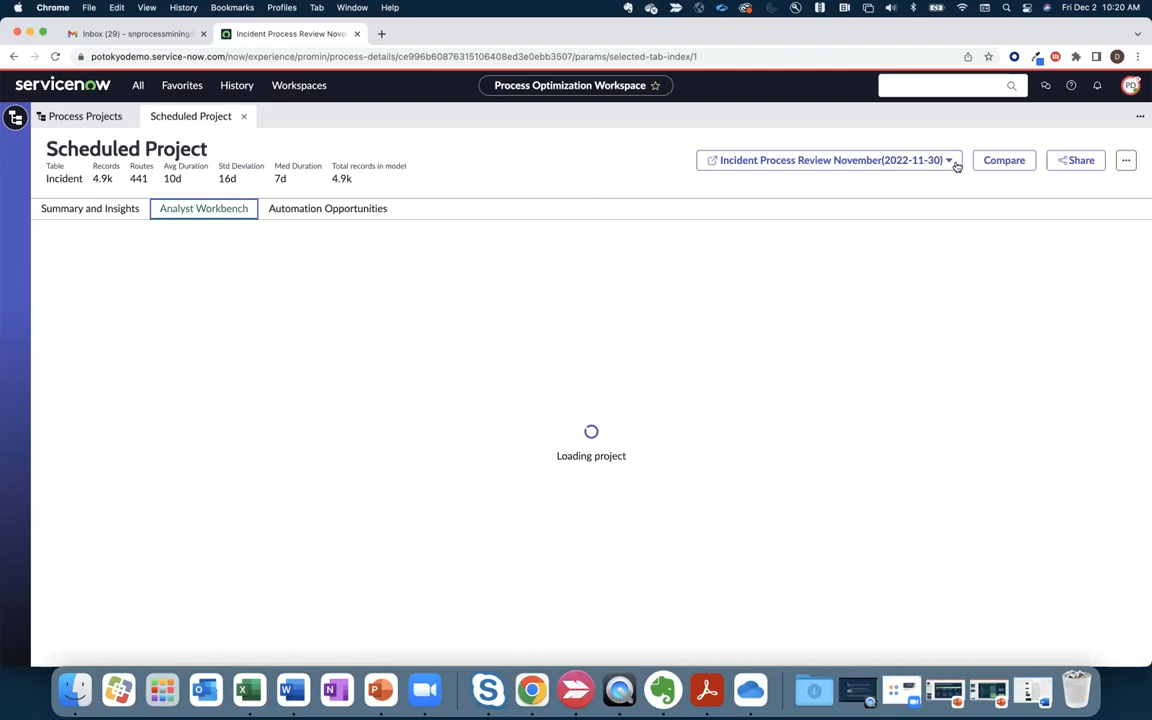 Chrome File Edit View History Bookmarks Profiles Tab Window Help
Fri Dec 2 10:20 AM
Inbox (29) - snprocessmining@
Incident Process Review Nove
potokyodemo.service-now.com/now/experience/promin/process-details/ce996b60876315106408ed3e0ebb3507/params/selected-tab-index/1
D
servicenow All Favorites History Workspaces
Process Optimization Workspace
PD
Process Projects
Scheduled Project
Scheduled Project
Table Records Routes Avg Duration Std Deviation Med Duration Total records in model
Incident 4.9k 441 10d 16d 7d 4.9k
Incident Process Review November(2022-11-30)
Compare
Share
Summary and Insights
Analyst Workbench
Automation Opportunities
Loading project